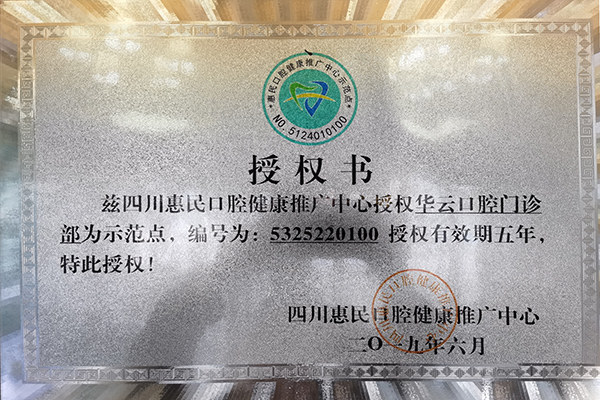 惠民口腔健康推广中心示范点
NO. 5124010100
授权书
兹四川惠民口腔健康推广中心授权华云口腔门诊
部为示范点，编号为：5325220100 授权有效期五年，
特此授权！
四川惠民口腔健康推广中心
二〇一九年六月